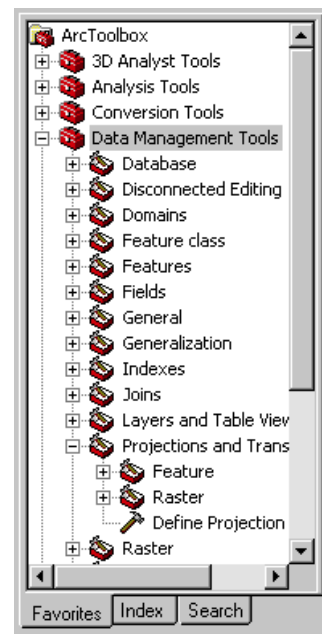 ArcToolbox
3D Analyst Tools
Analysis Tools
Conversion Tools
Data Management Tools
Database
Disconnected Editing
Domains
Feature class
Features
Fields
General
Generalization
Indexes
Joins
Layers and Table View
Projections and Trans
Feature
Raster
Define Projection
Raster
Favorites Index Search